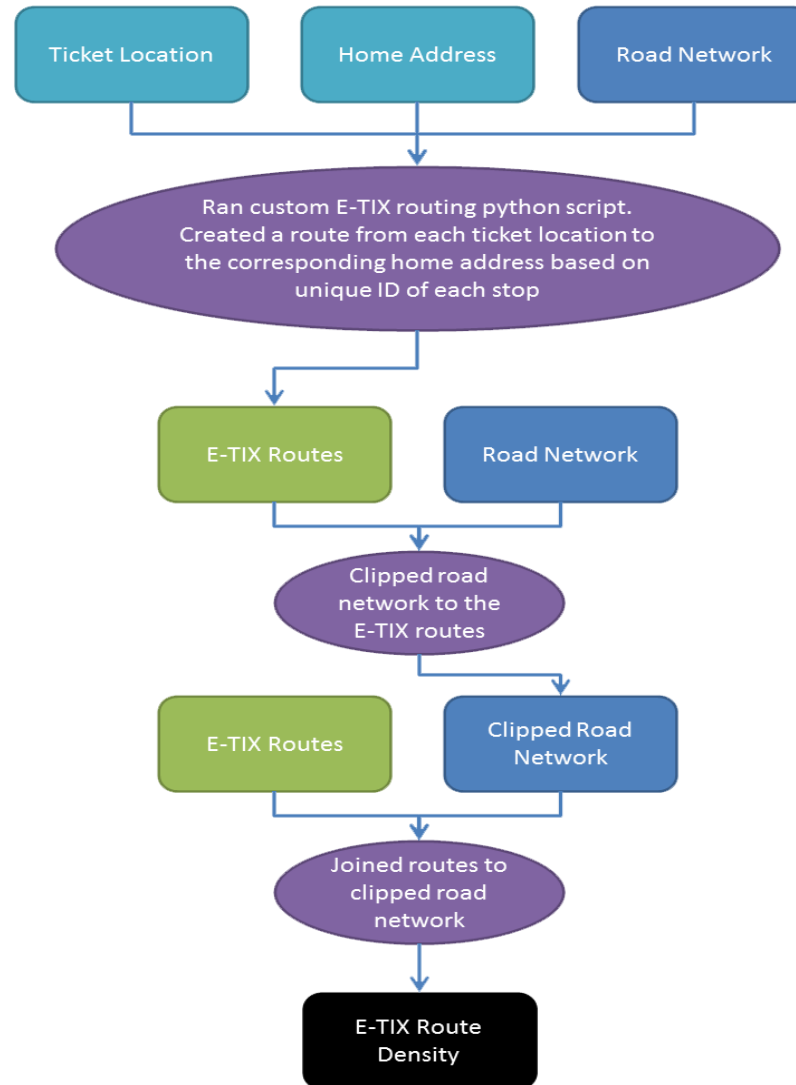 Ticket Location
Home Address
Road Network
Ran custom E-TIX routing python script.
Created a route from each ticket location to
the corresponding home address based on
unique ID of each stop
E-TIX Routes
Road Network
Clipped road
network to the
E-TIX routes
E-TIX Routes
Clipped Road
Network
Joined routes to
clipped road
network
E-TIX Route
Density